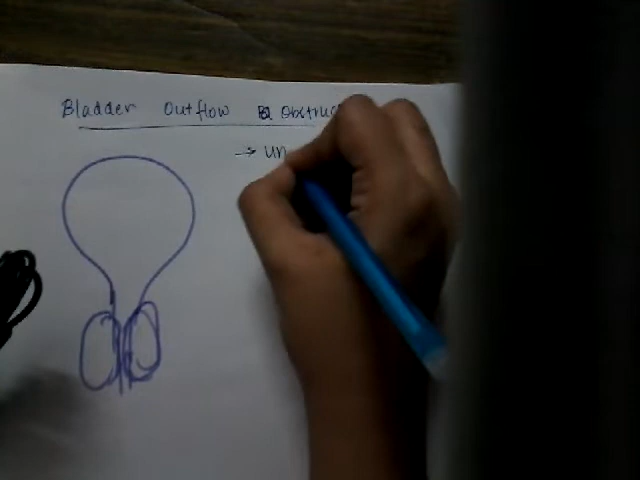 Bladder Outflow Obstruc
→ un